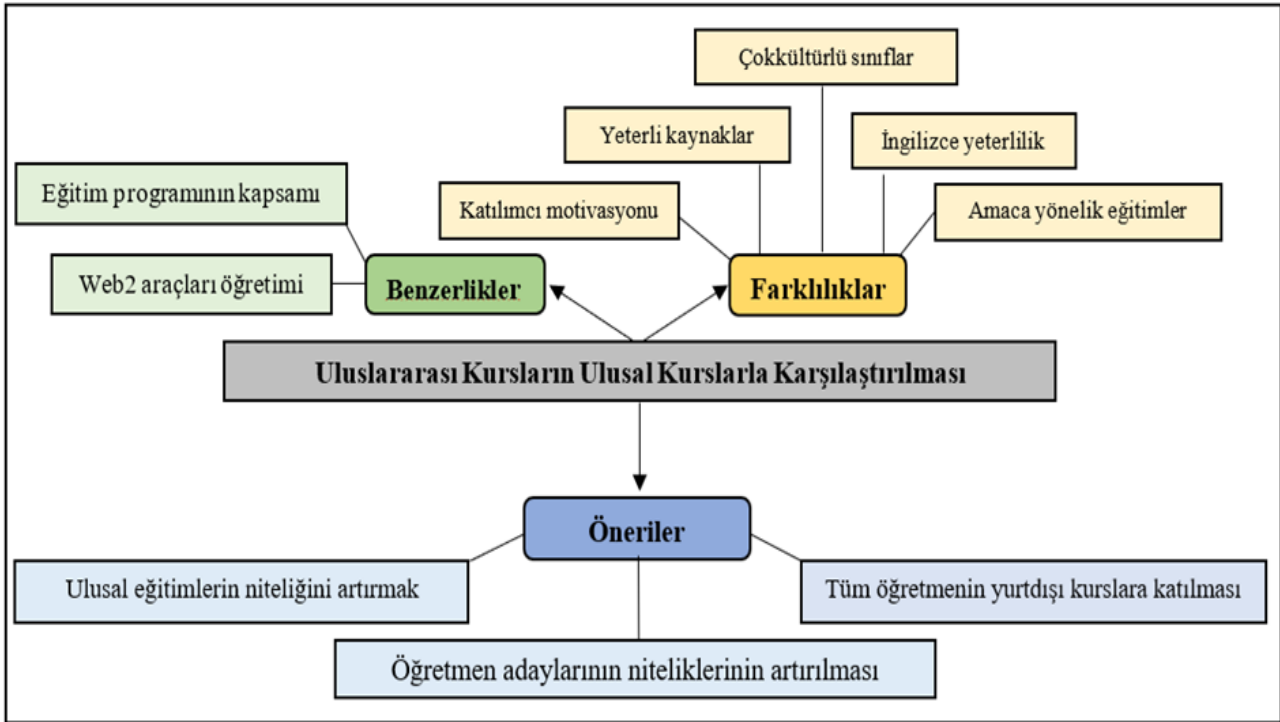 Çokkültürlü sınıflar
Yeterli kaynaklar
İngilizce yeterlilik
Eğitim programının kapsamı
Katılımcı motivasyonu
Amaca yönelik eğitimler
Web2 araçları öğretimi
Benzerlikler
Farklılıklar
Uluslararası Kursların Ulusal Kurslarla Karşılaştırılması
Öneriler
Ulusal eğitimlerin niteliğini artırmak
Tüm öğretmenin yurtdışı kurslara katılması
Öğretmen adaylarının niteliklerinin artırılması